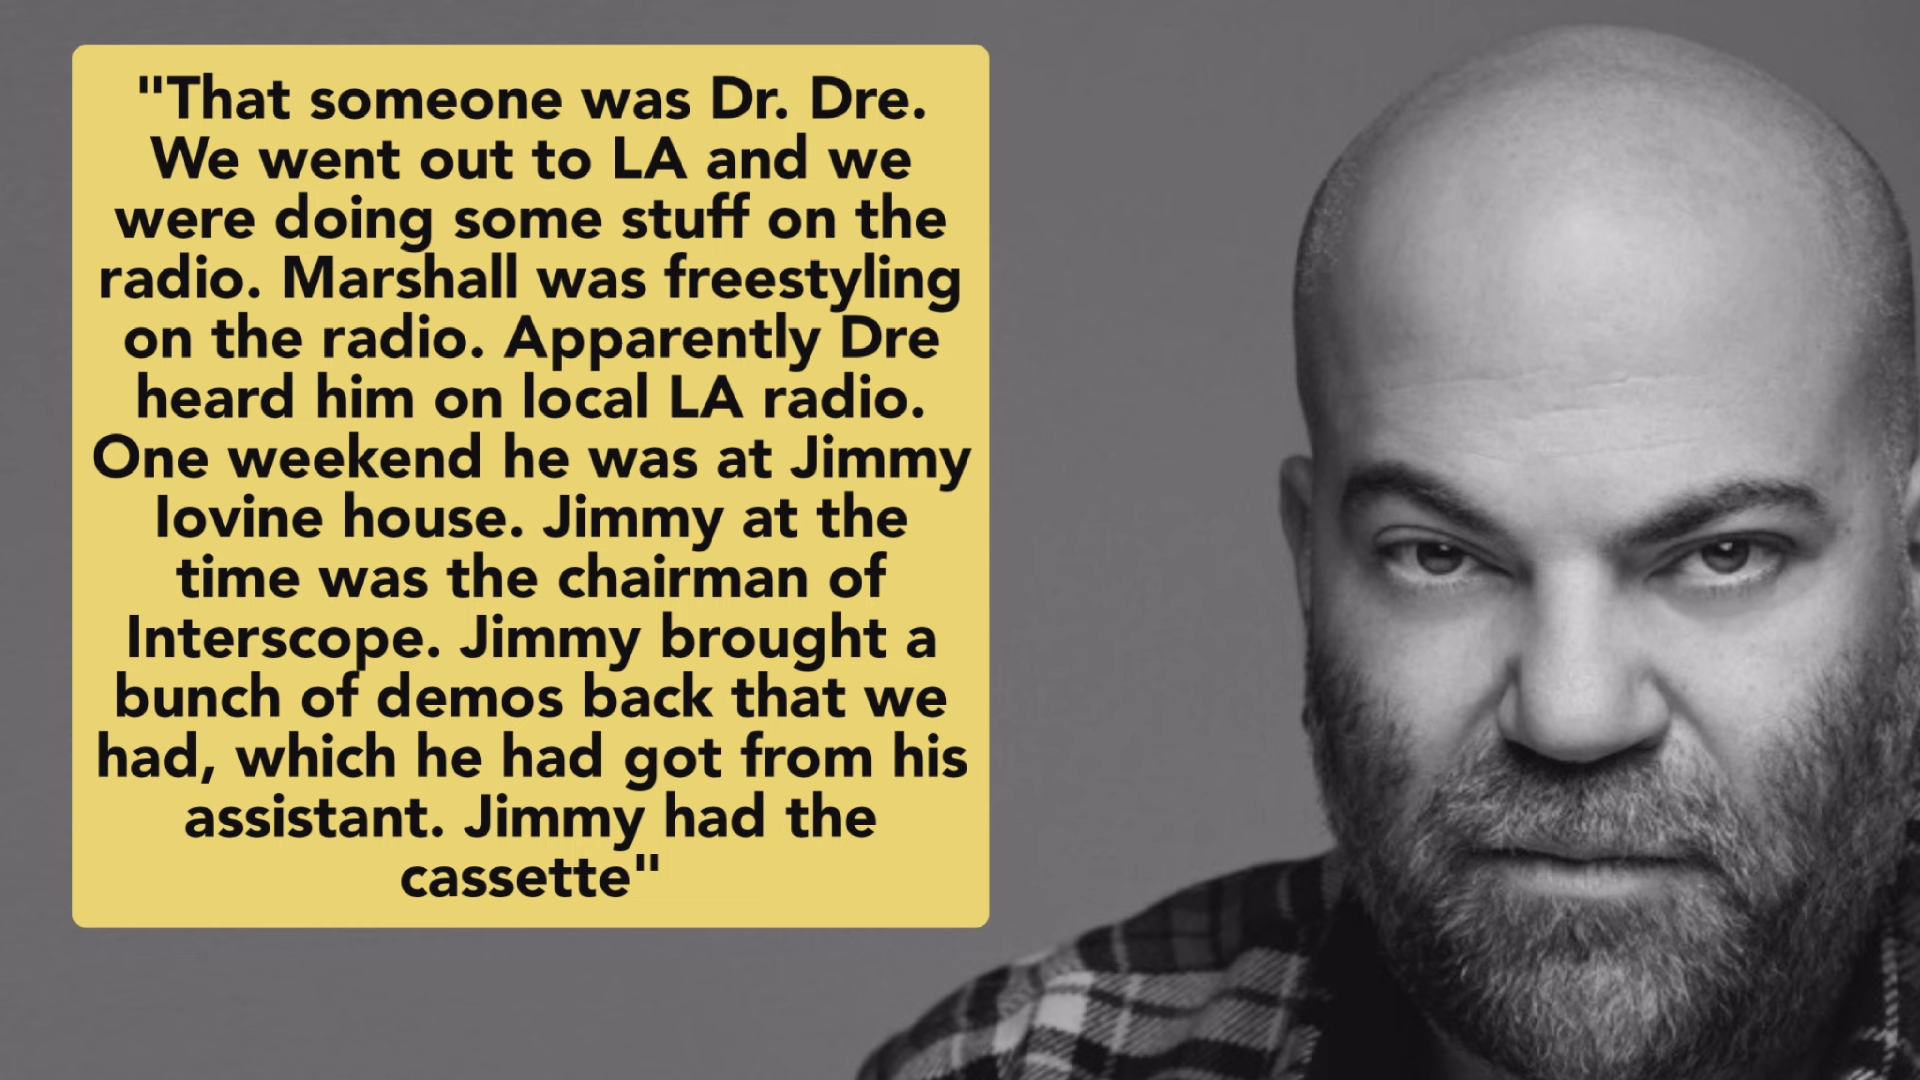 "That someone was Dr. Dre.
We went out to LA and we
were doing some stuff on the
radio. Marshall was freestyling
on the radio. Apparently Dre
heard him on local LA radio.
One weekend he was at Jimmy
Iovine house. Jimmy at the
time was the chairman of
Interscope. Jimmy brought a
bunch of demos back that we
had, which he had got from his
assistant. Jimmy had the
cassette"